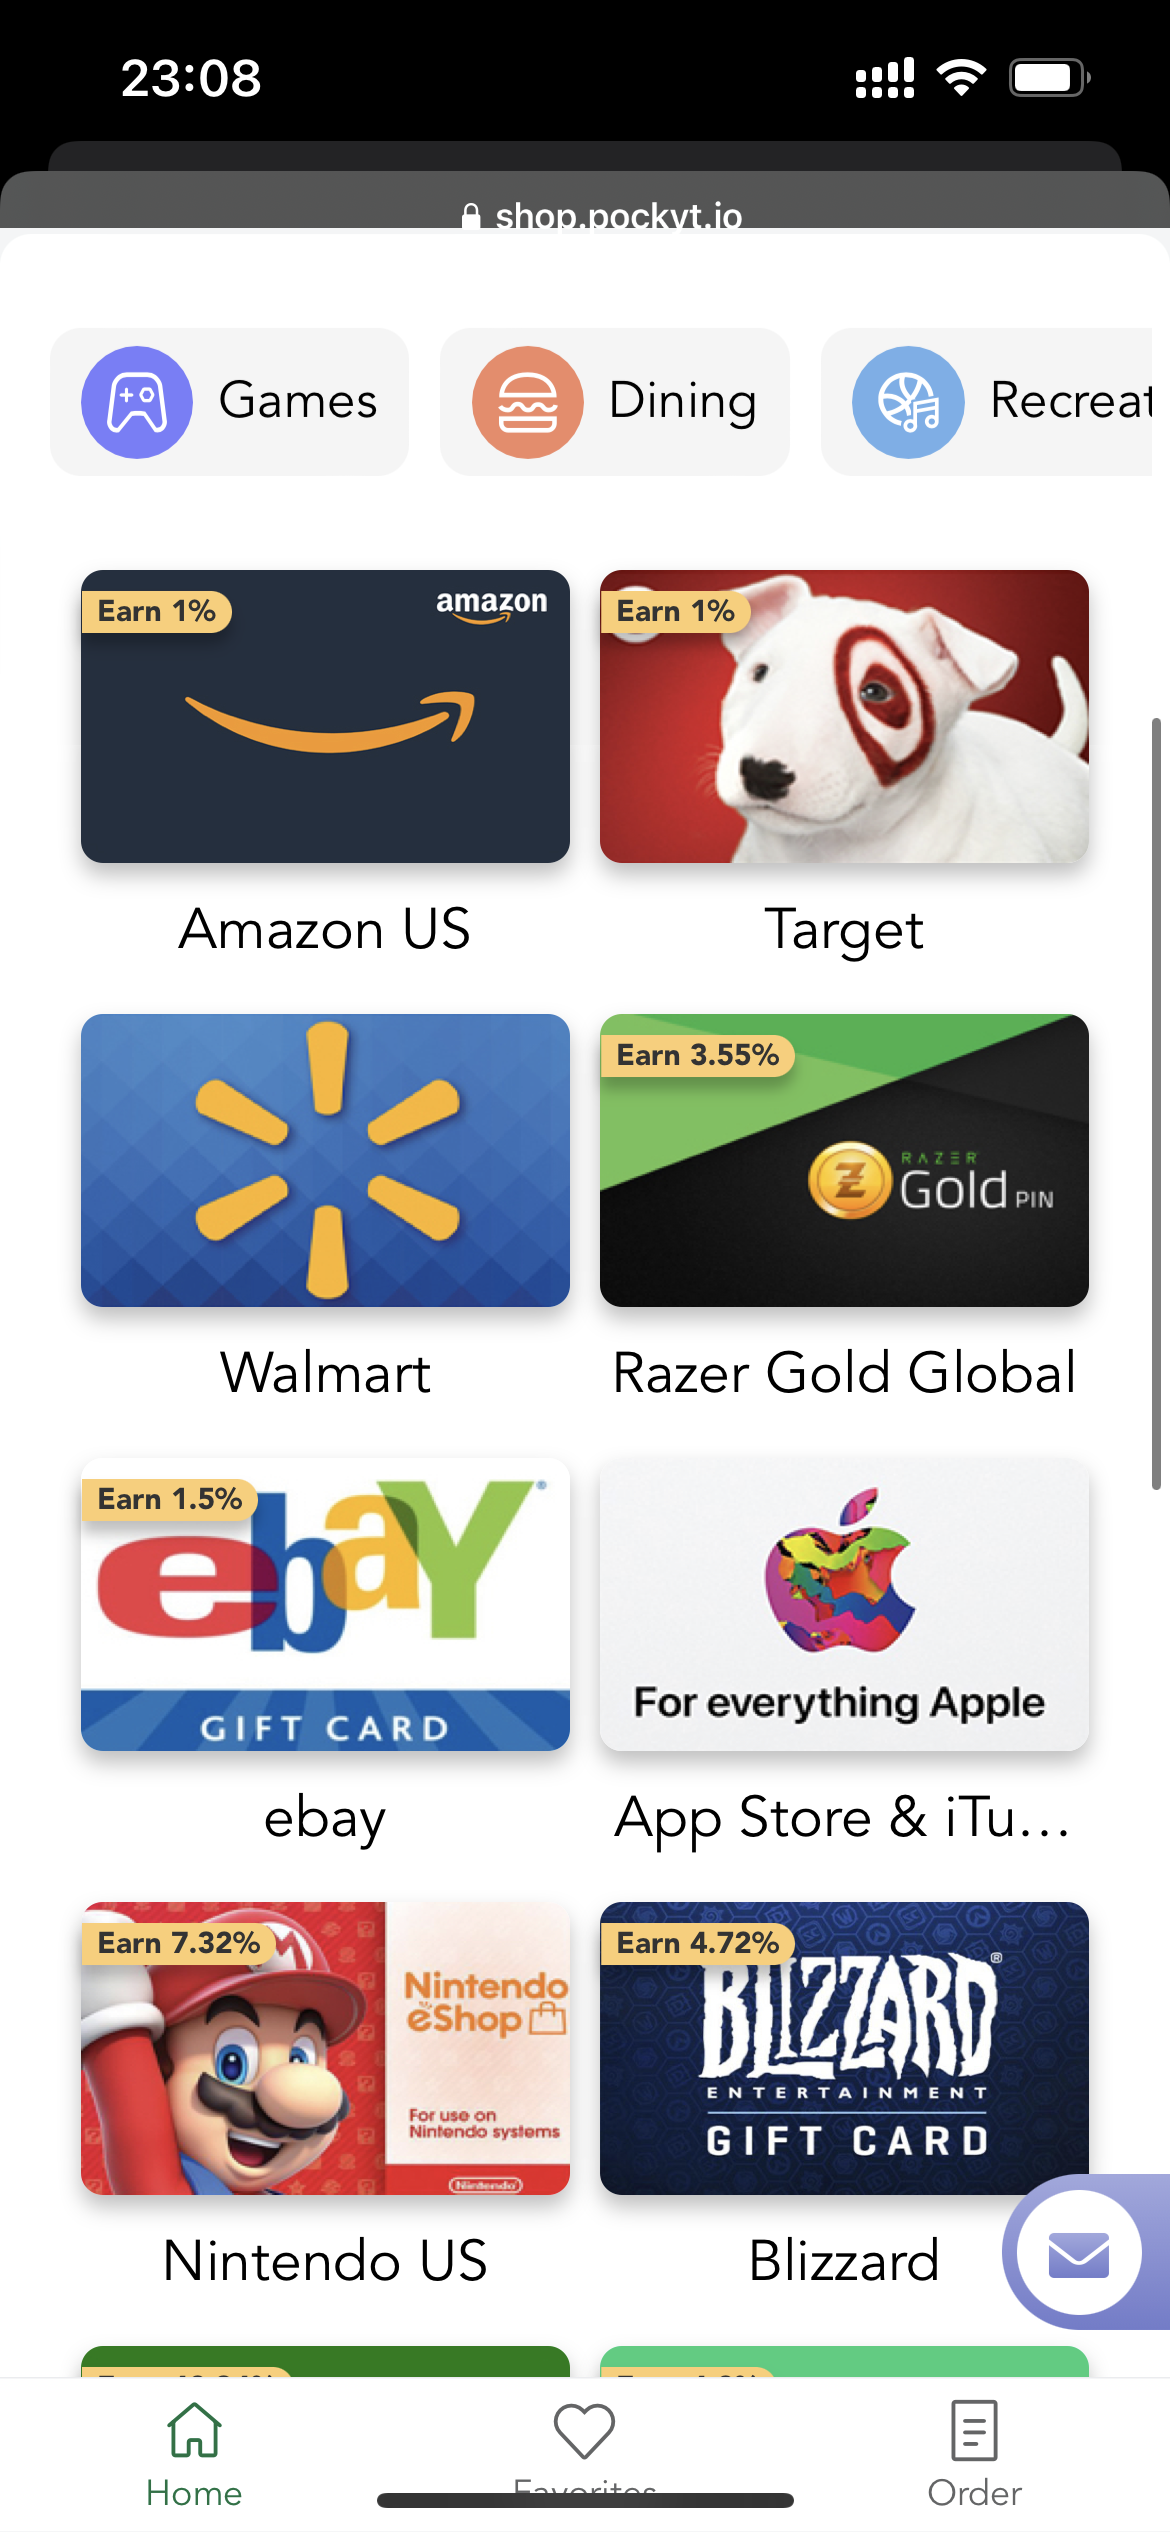 23:08
shop.pockyt.io
Games
Dining
Recreat
Earn 1%
amazon
Earn 1%
Amazon US
Target
Earn 3.55%
RAZER
Gold PIN
Walmart
Razer Gold Global
Earn 1.5%
ebay
GIFT CARD
For everything Apple
ebay
App Store & iTu...
Earn 7.32%
Nintendo
eShop
For use on
Nintendo systems
Nintendo
Earn 4.72%
BLIZZARD
ENTERTAINMENT
GIFT CARD
Nintendo US
Blizzard
Home
Favorites
Order